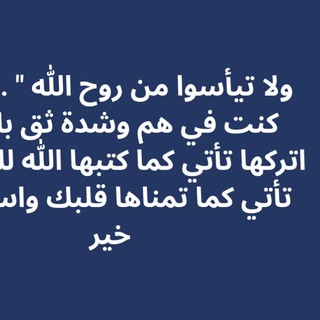 ولا تيأسوا من روح الله " .
كنت في هم وشدة ثق
اتركها تأتي كما كتبها الله
تأتي كما تمناها قلبك
خير